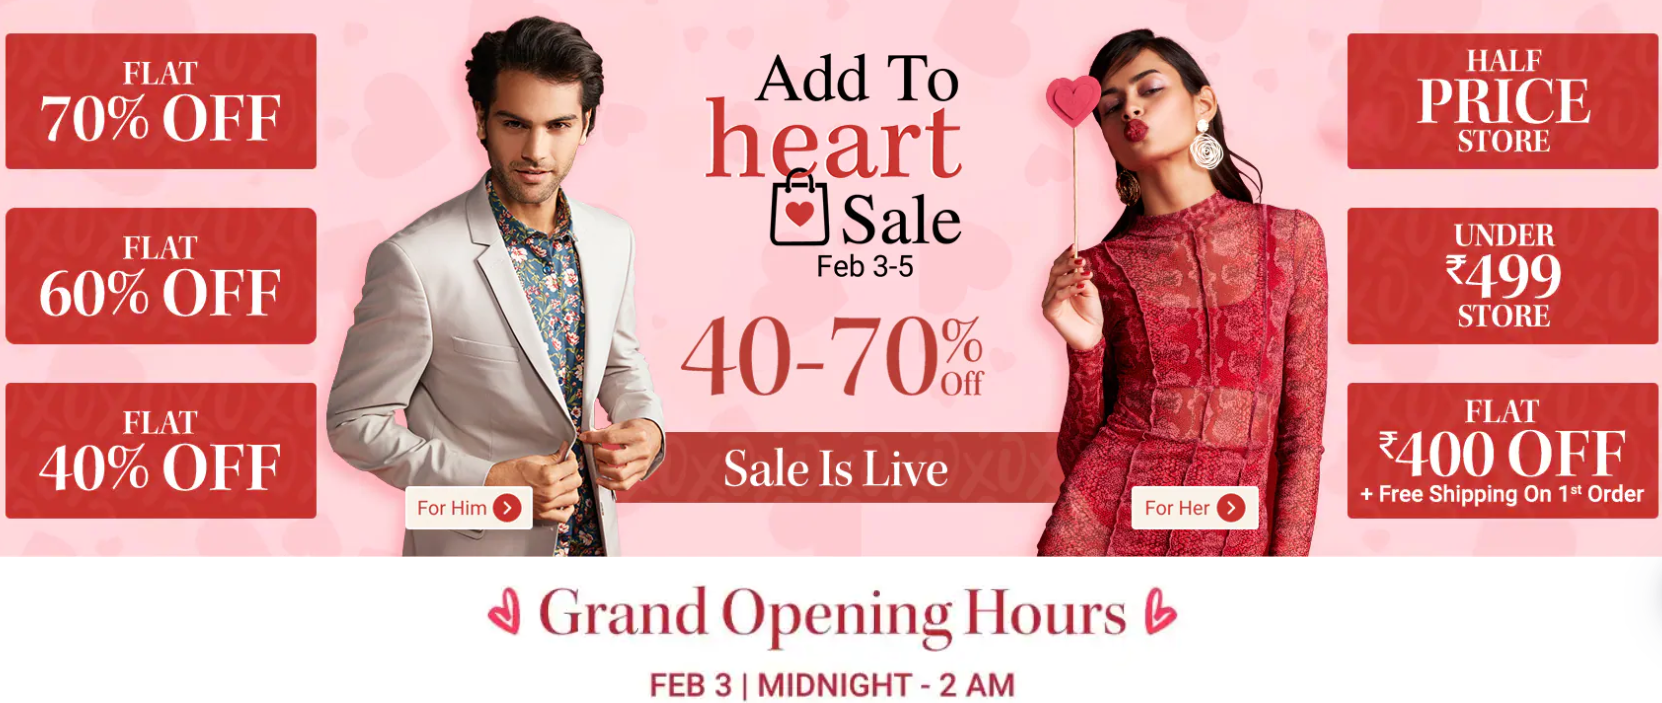 FLAT
70% OFF
FLAT
60% OFF
FLAT
40% OFF
Add To
heart
Sale
Feb 3-5
40-70% Off
Sale Is Live
For Him
For Her
HALF
PRICE
STORE
UNDER
₹499
STORE
FLAT
₹400 OFF
+ Free Shipping On 1st Order
Grand Opening Hours
FEB 3 | MIDNIGHT - 2 AM